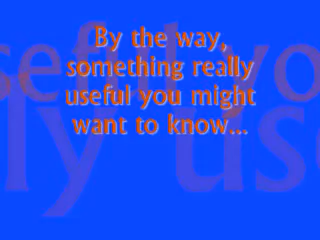 By the way,
something really
useful you might
want to know...